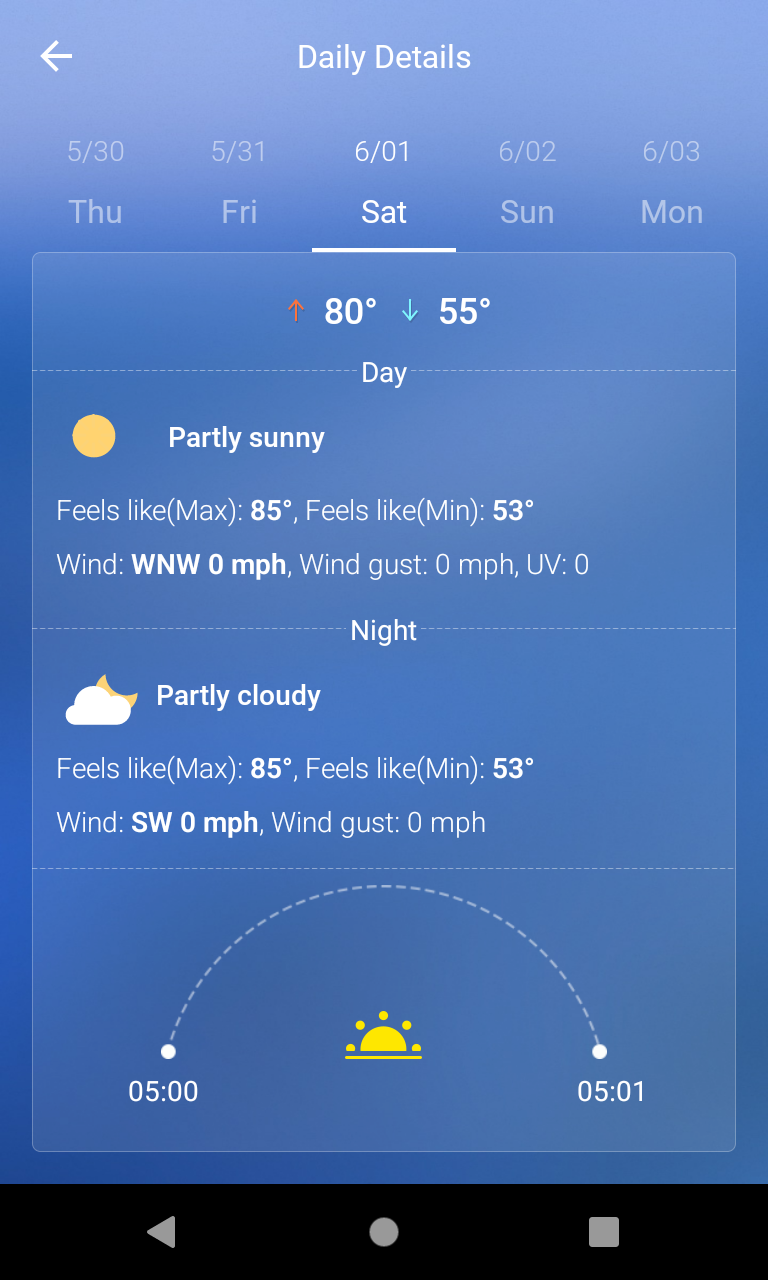 Daily Details
5/30 5/31 6/01 6/02 6/03
Thu Fri Sat Sun Mon
80° 55°
Day
Partly sunny
Feels like(Max): 85°, Feels like(Min): 53°
Wind: WNW 0 mph, Wind gust: 0 mph, UV: 0
Night
Partly cloudy
Feels like(Max): 85°, Feels like(Min): 53°
Wind: SW 0 mph, Wind gust: 0 mph
05:00 05:01